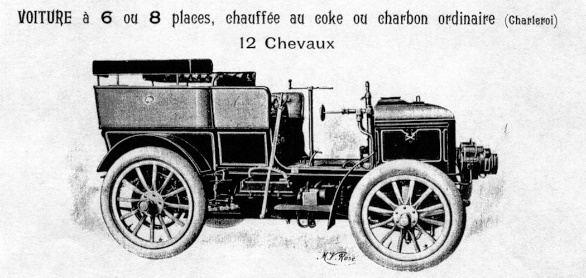 VOITURE à 6 ou 8 places, chauffée au coke ou charbon ordinaire (Charleroi)
12 Chevaux